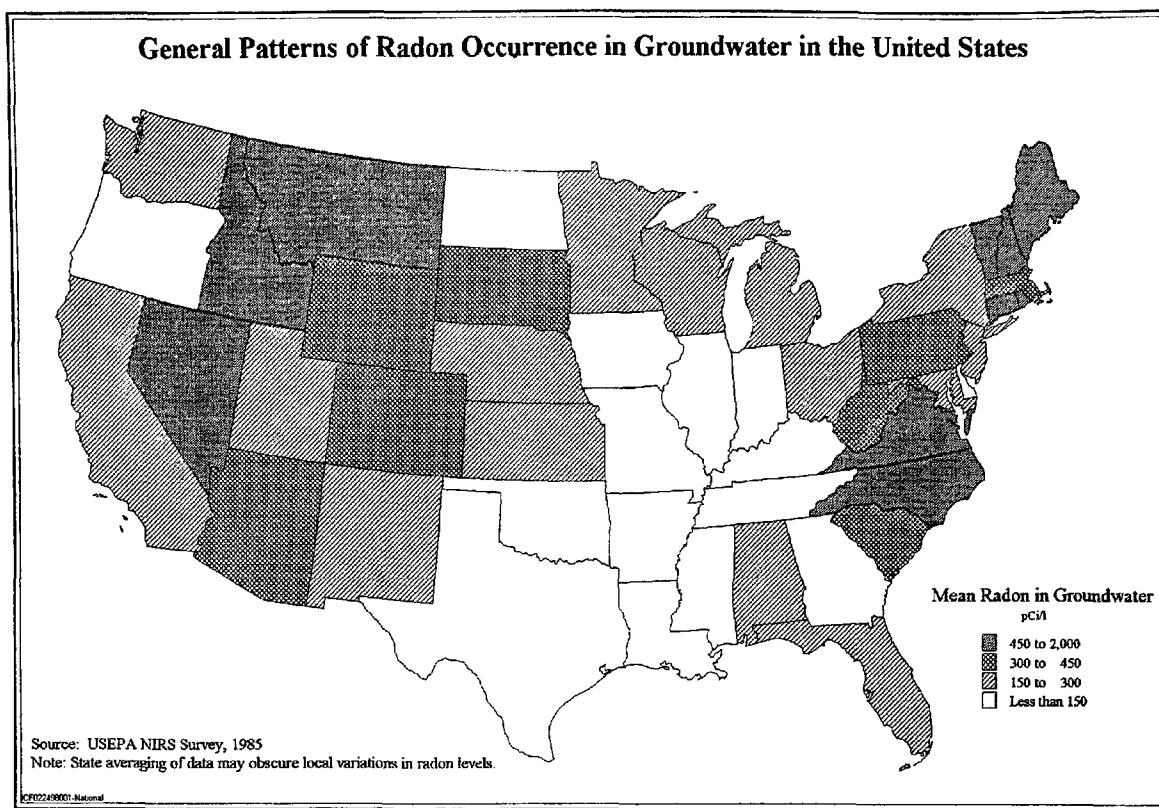 General Patterns of Radon Occurrence in Groundwater in the United States
Mean Radon in Groundwater
pCi/l
450 to 2,000
300 to 450
150 to 300
Less than 150
Source: USEPA NIRS Survey, 1985
Note: State averaging of data may obscure local variations in radon levels.
ICF022498001-National